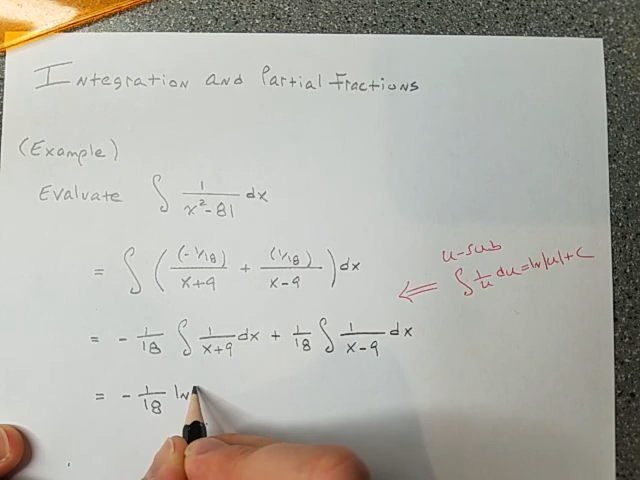 Integration and Partial Fractions
(Example)
Evaluate ∫ 1/(x²-81) dx
= ∫ ( (-1/18)/(x+9) + (1/18)/(x-9) ) dx
u-sub
⇐ ∫ 1/u du = ln|u| + C
= - 1/18 ∫ 1/(x+9) dx + 1/18 ∫ 1/(x-9) dx
= - 1/18 ln